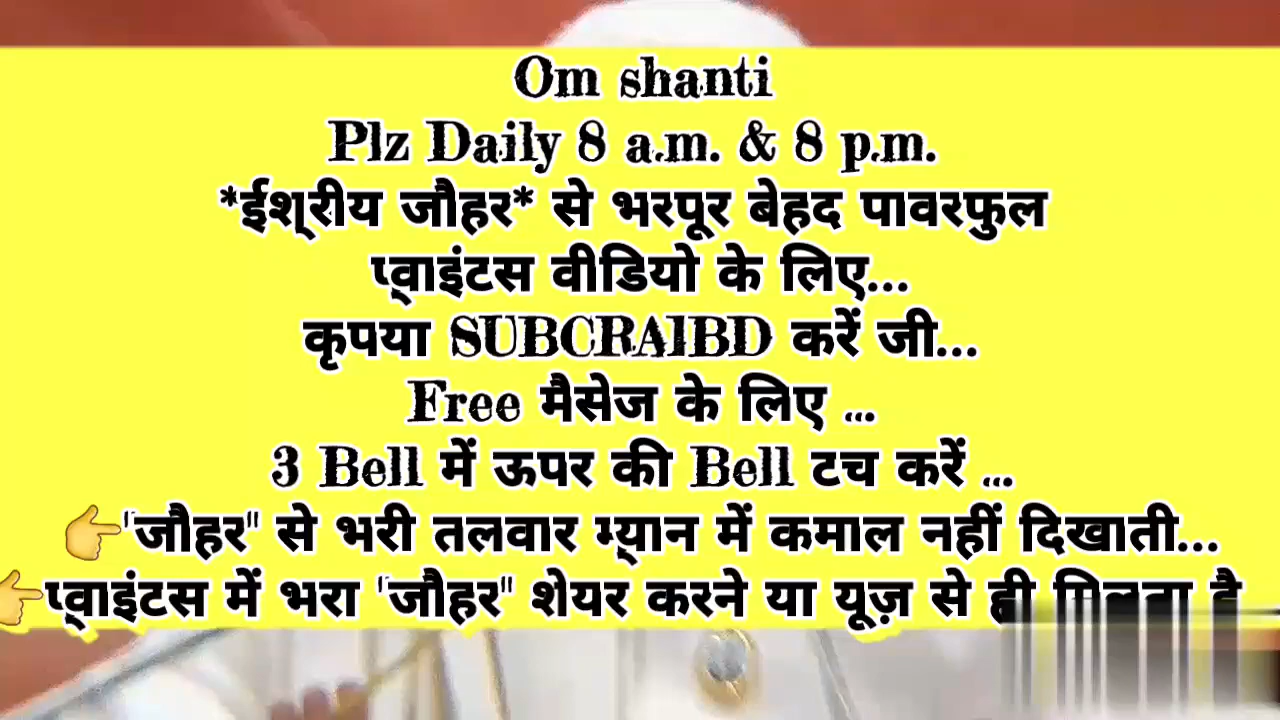 Om shanti
Plz Daily 8 a.m. & 8 p.m.
*ईश्रीय जौहर* से भरपूर बेहद पावरफुल
प्वाइंटस वीडियो के लिए...
कृपया SUBCRAIBD करें जी...
Free मैसेज के लिए ...
3 Bell में ऊपर की Bell टच करें ...
👉"जौहर" से भरी तलवार म्यान में कमाल नहीं दिखाती...
👉प्वाइंटस में भरा "जौहर" शेयर करने या यूज़ से ही मिलता है